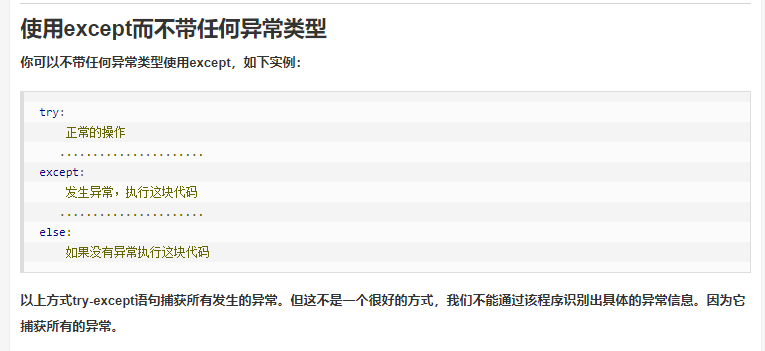 使用except而不带任何异常类型
你可以不带任何异常类型使用except，如下实例：
try:
正常的操作
......................
except:
发生异常，执行这块代码
......................
else:
如果没有异常执行这块代码
以上方式try-except语句捕获所有发生的异常。但这不是一个很好的方式，我们不能通过该程序识别出具体的异常信息。因为它
捕获所有的异常。